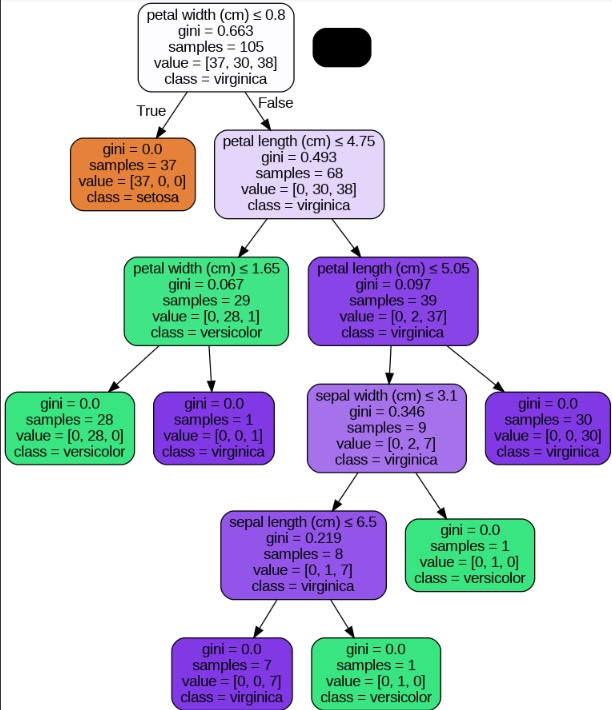 petal width (cm) ≤ 0.8
gini = 0.663
samples = 105
value = [37, 30, 38]
class = virginica
True
False
gini = 0.0
samples = 37
value = [37, 0, 0]
class = setosa
petal length (cm) ≤ 4.75
gini = 0.493
samples = 68
value = [0, 30, 38]
class = virginica
petal width (cm) ≤ 1.65
gini = 0.067
samples = 29
value = [0, 28, 1]
class = versicolor
petal length (cm) ≤ 5.05
gini = 0.097
samples = 39
value = [0, 2, 37]
class = virginica
gini = 0.0
samples = 28
value = [0, 28, 0]
class = versicolor
gini = 0.0
samples = 1
value = [0, 0, 1]
class = virginica
sepal width (cm) ≤ 3.1
gini = 0.346
samples = 9
value = [0, 2, 7]
class = virginica
gini = 0.0
samples = 30
value = [0, 0, 30]
class = virginica
sepal length (cm) ≤ 6.5
gini = 0.219
samples = 8
value = [0, 1, 7]
class = virginica
gini = 0.0
samples = 1
value = [0, 1, 0]
class = versicolor
gini = 0.0
samples = 7
value = [0, 0, 7]
class = virginica
gini = 0.0
samples = 1
value = [0, 1, 0]
class = versicolor